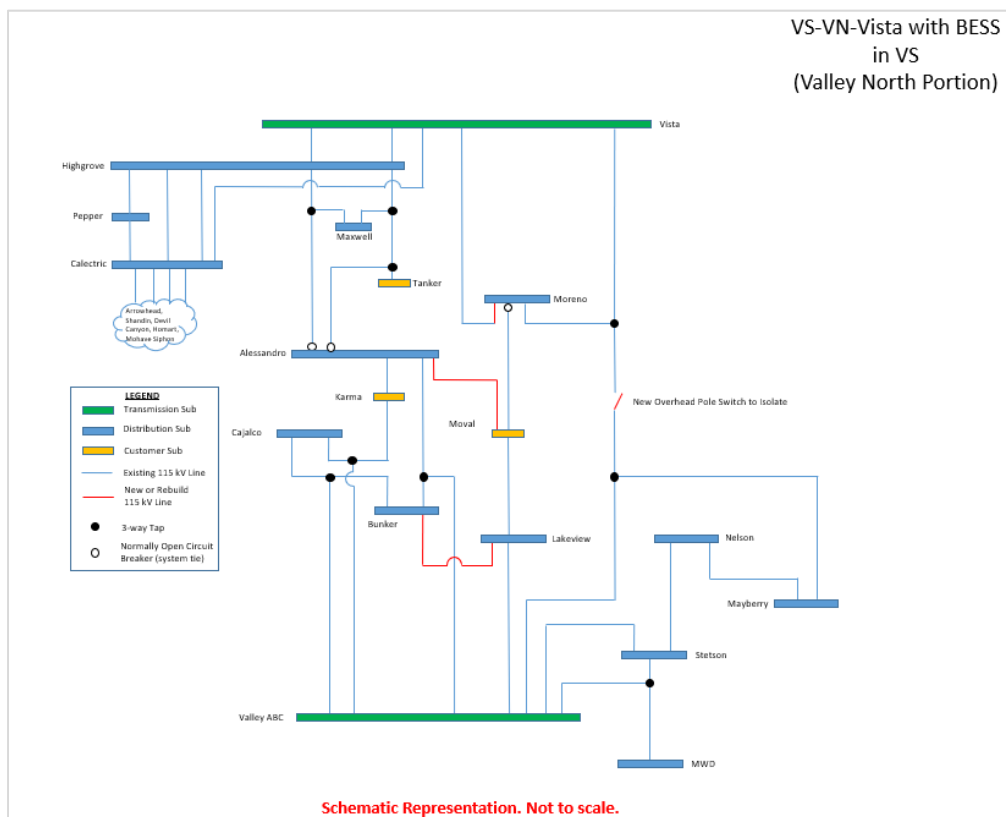 VS-VN-Vista with BESS
in VS
(Valley North Portion)
Vista
Highgrove
Pepper
Maxwell
Calectric
Tanker
Moreno
Arrowhead,
Shandin, Devil
Canyon, Homart,
Mohave Siphon
Alessandro
LEGEND
Transmission Sub
Distribution Sub
Customer Sub
Existing 115 kV Line
New or Rebuild
115 kV Line
3-way Tap
Normally Open Circuit
Breaker (system tie)
Karma
New Overhead Pole Switch to Isolate
Cajalco
Moval
Bunker
Lakeview
Nelson
Mayberry
Stetson
Valley ABC
MWD
Schematic Representation. Not to scale.